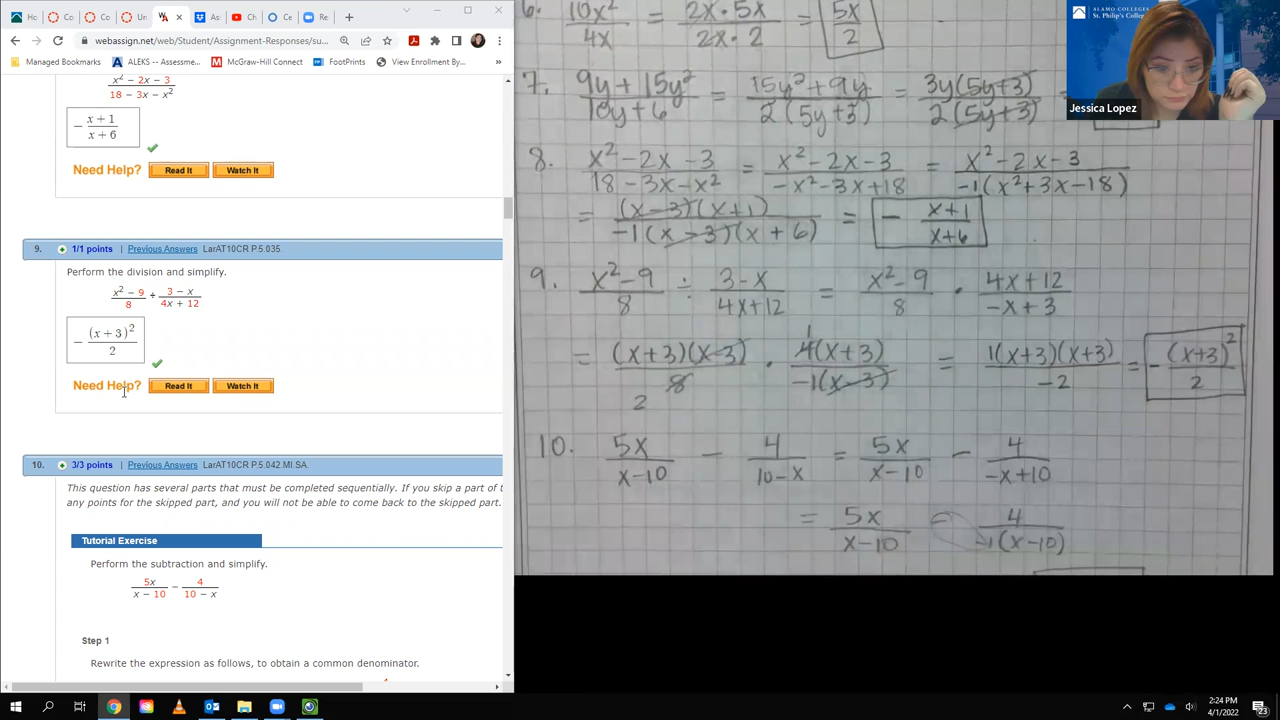 Ho
Co
Co
Un
W
As
Ch
Ce
Re
webassign.net/web/Student/Assignment-Responses/su...
Managed Bookmarks
ALEKS -- Assessme...
McGraw-Hill Connect
FootPrints
View Enrollment By...
x² − 2x − 3
18 − 3x − x²
− x + 1
x + 6
Need Help? Read It Watch It
9. 1/1 points | Previous Answers LarAT10CR P.5.035.
Perform the division and simplify.
x² − 9 / 8 ÷ 3 − x / 4x + 12
− (x + 3)² / 2
Need Help? Read It Watch It
10. 3/3 points | Previous Answers LarAT10CR P.5.042.MI.SA.
This question has several parts that must be completed sequentially. If you skip a part of t
any points for the skipped part, and you will not be able to come back to the skipped part.
Tutorial Exercise
Perform the subtraction and simplify.
5x / x − 10 − 4 / 10 − x
Step 1
Rewrite the expression as follows, to obtain a common denominator.
6. 10x² / 4x = 2x · 5x / 2x · 2 = 5x / 2
7. 9y + 15y² / 10y + 6 = 15y² + 9y / 2(5y+3) = 3y(5y+3) / 2(5y+3)
8. x² − 2x − 3 / 18 − 3x − x² = x² − 2x − 3 / −x² − 3x + 18 = x² − 2x − 3 / −1(x² + 3x − 18)
= (x − 3)(x + 1) / −1(x − 3)(x + 6) = − x+1 / x+6
9. x² − 9 / 8 ÷ 3 − x / 4x + 12 = x² − 9 / 8 · 4x + 12 / −x + 3
= (x + 3)(x − 3) / 8 2 · 1 4(x + 3) / −1(x − 3) = 1(x+3)(x+3) / −2 = − (x+3)² / 2
10. 5x / x−10 − 4 / 10−x = 5x / x−10 − 4 / −x+10
= 5x / x−10 − 4 / −1(x−10)
ALAMO COLLEGES
St. Philip's College
Jessica Lopez
2:24 PM
4/1/2022
23